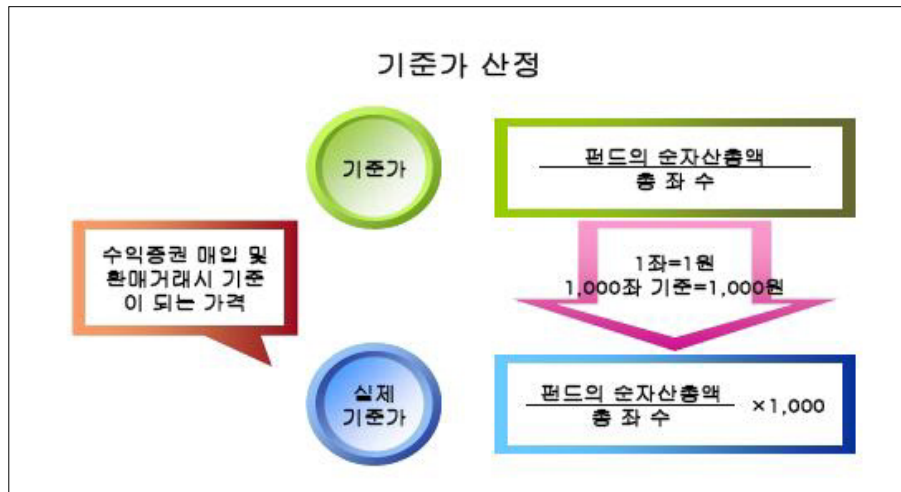 기준가 산정
기준가
펀드의 순자산총액
총 좌 수
수익증권 매입 및
환매거래시 기준
이 되는 가격
1좌=1원
1,000좌 기준=1,000원
실제
기준가
펀드의 순자산총액
총 좌 수
×1,000